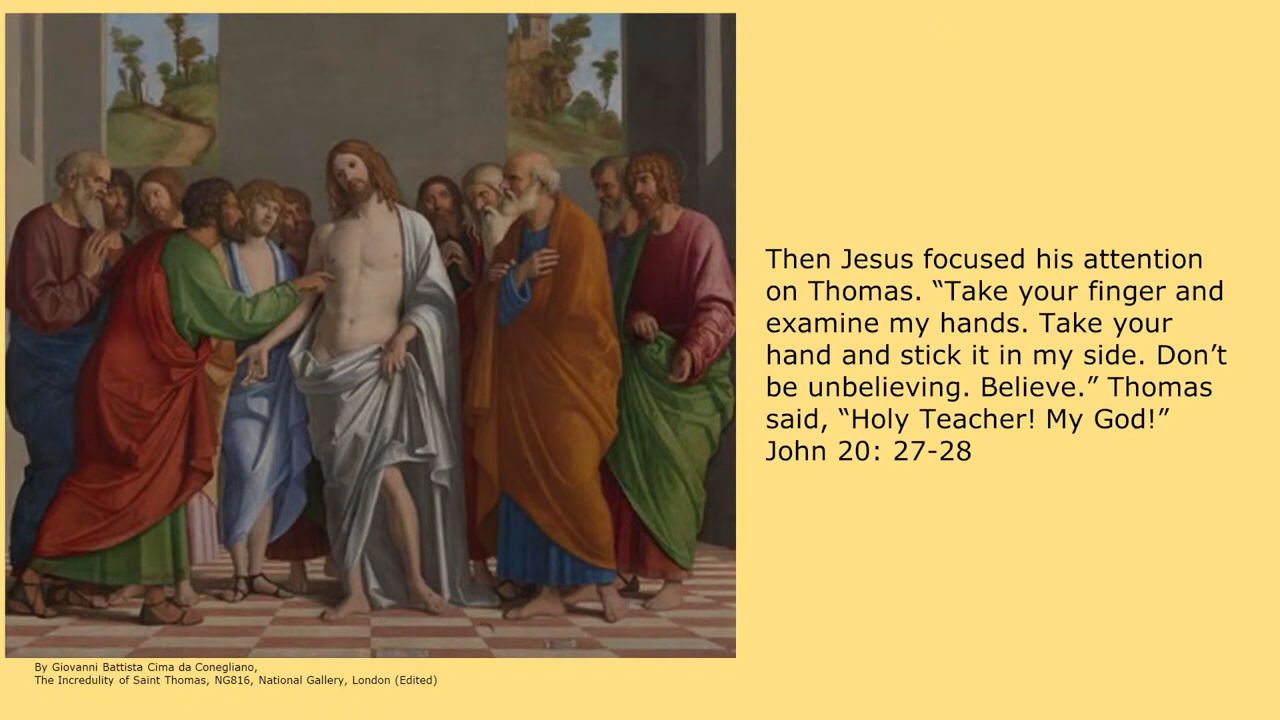 Then Jesus focused his attention
on Thomas. “Take your finger and
examine my hands. Take your
hand and stick it in my side. Don’t
be unbelieving. Believe.” Thomas
said, “Holy Teacher! My God!”
John 20: 27-28
By Giovanni Battista Cima da Conegliano,
The Incredulity of Saint Thomas, NG816, National Gallery, London (Edited)